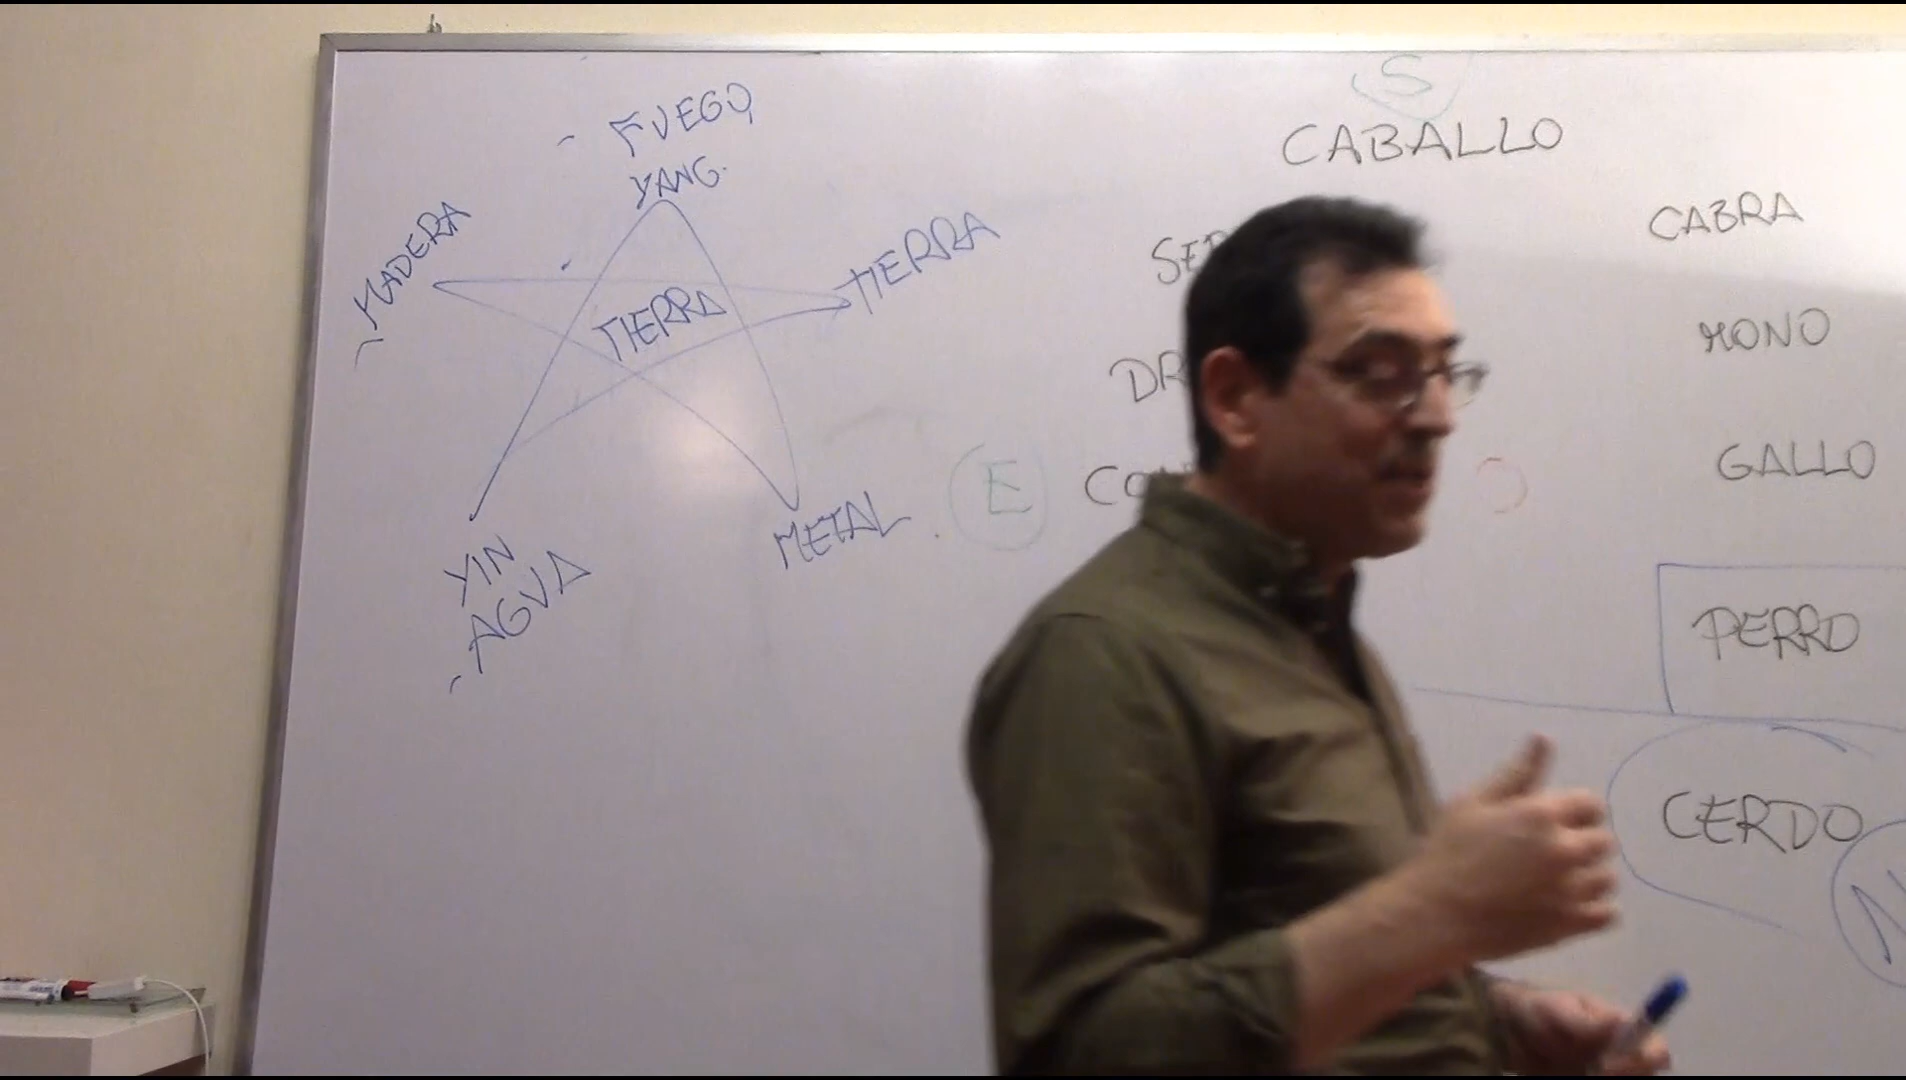 FUEGO
YANG
MADERA
TIERRA
TIERRA
YIN
AGUA
METAL
S
CABALLO
CABRA
MONO
GALLO
E
PERRO
CERDO
N